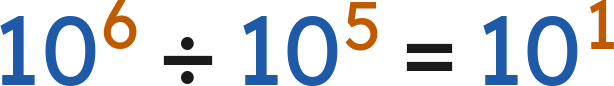 10⁶ ÷ 10⁵ = 10¹